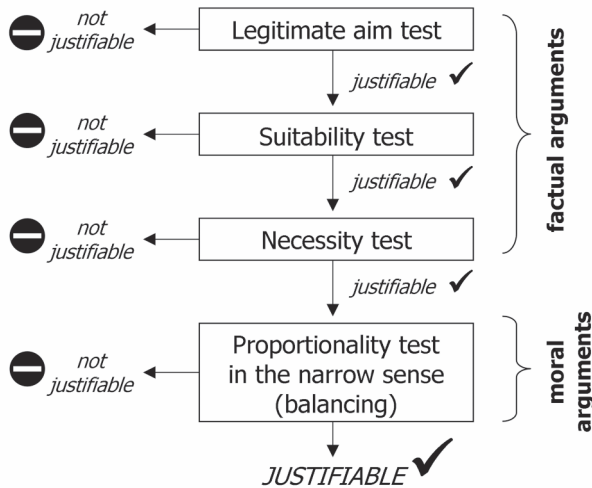 not
justifiable
Legitimate aim test
justifiable
not
justifiable
Suitability test
justifiable
not
justifiable
Necessity test
justifiable
factual arguments
not
justifiable
Proportionality test
in the narrow sense
(balancing)
moral
arguments
JUSTIFIABLE